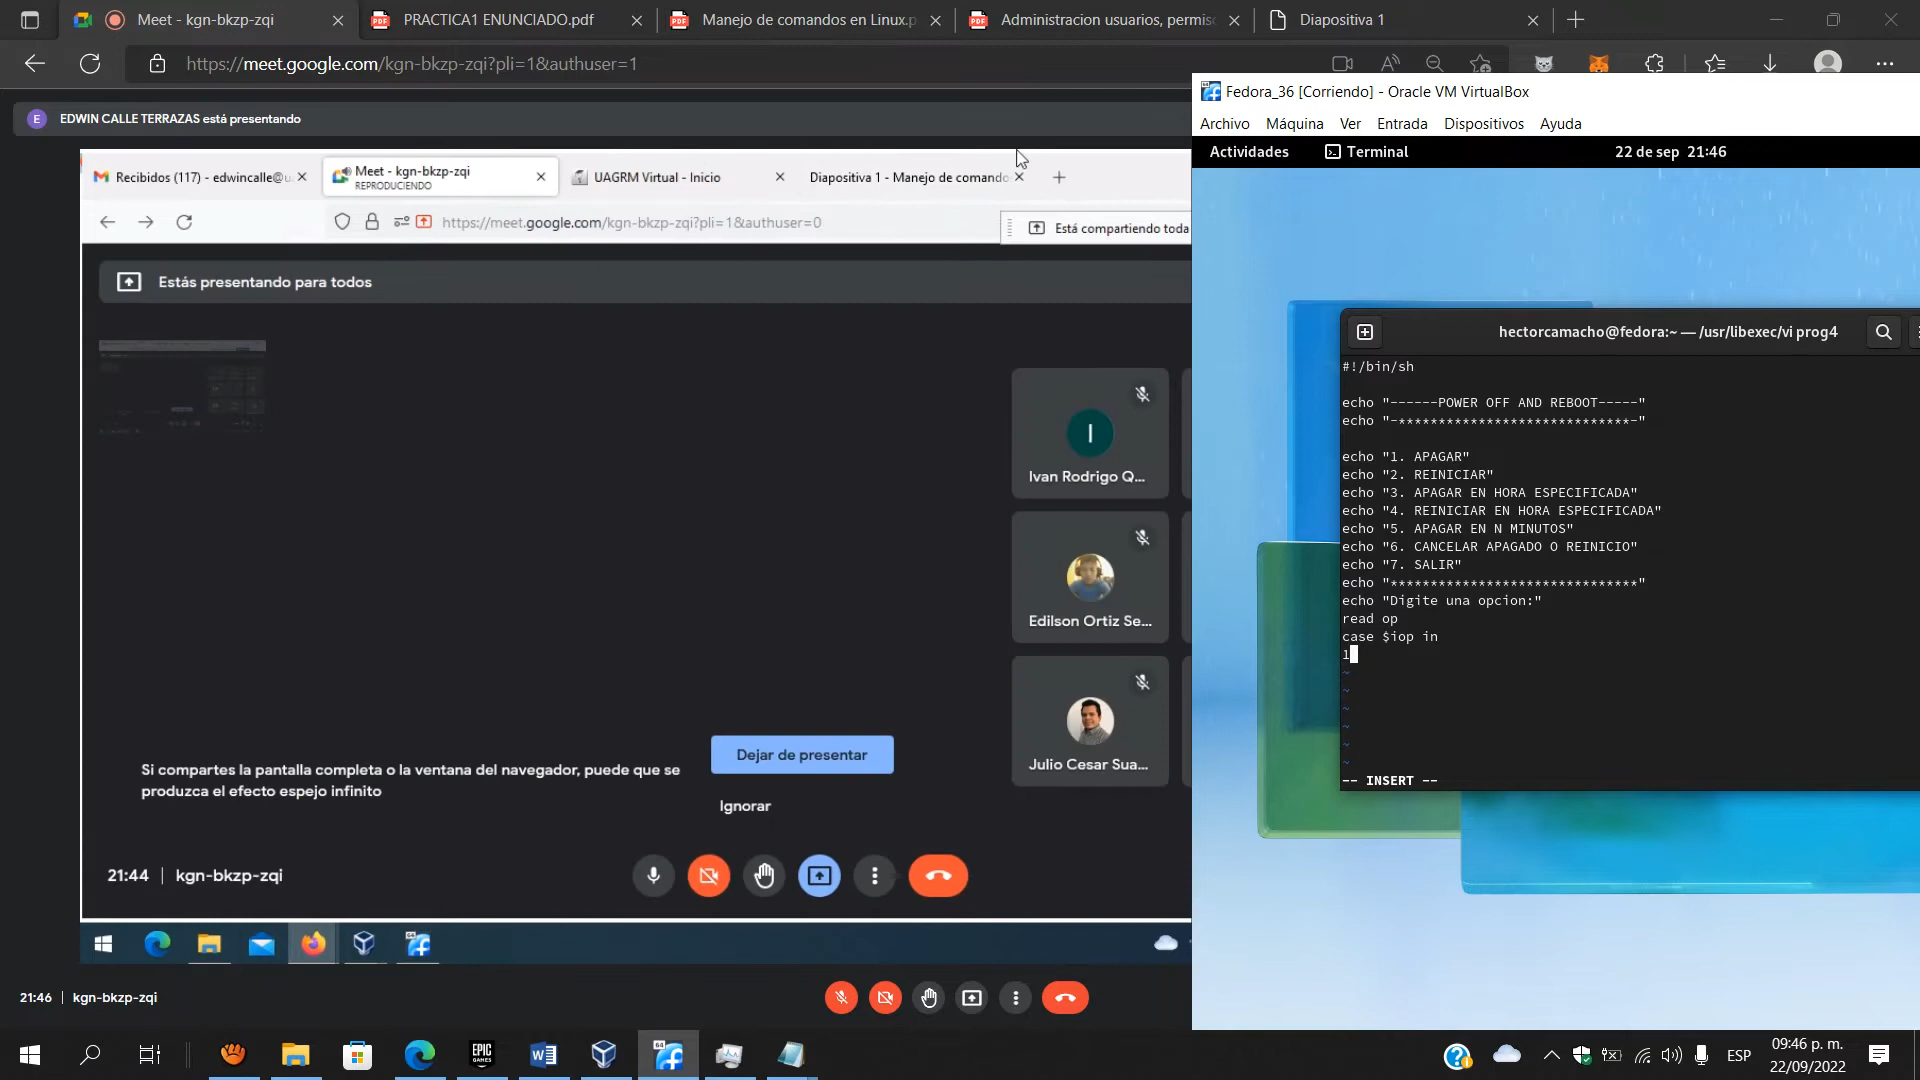 Meet - kgn-bkzp-zqi
PRACTICA1 ENUNCIADO.pdf
Manejo de comandos en Linux.p
Administracion usuarios, permiso
Diapositiva 1
https://meet.google.com/kgn-bkzp-zqi?pli=1&authuser=1
E
EDWIN CALLE TERRAZAS está presentando
Recibidos (117) - edwincalle@u
Meet - kgn-bkzp-zqi
REPRODUCIENDO
UAGRM Virtual - Inicio
Diapositiva 1 - Manejo de comando
https://meet.google.com/kgn-bkzp-zqi?pli=1&authuser=0
Está compartiendo toda
Estás presentando para todos
I
Ivan Rodrigo Q...
Edilson Ortiz Se...
Julio Cesar Sua...
Si compartes la pantalla completa o la ventana del navegador, puede que se
produzca el efecto espejo infinito
Dejar de presentar
Ignorar
21:44 | kgn-bkzp-zqi
21:46 | kgn-bkzp-zqi
Fedora_36 [Corriendo] - Oracle VM VirtualBox
Archivo Máquina Ver Entrada Dispositivos Ayuda
Actividades
Terminal
22 de sep 21:46
hectorcamacho@fedora:~ — /usr/libexec/vi prog4
#!/bin/sh
echo "------POWER OFF AND REBOOT-----"
echo "-*****************************-"
echo "1. APAGAR"
echo "2. REINICIAR"
echo "3. APAGAR EN HORA ESPECIFICADA"
echo "4. REINICIAR EN HORA ESPECIFICADA"
echo "5. APAGAR EN N MINUTOS"
echo "6. CANCELAR APAGADO O REINICIO"
echo "7. SALIR"
echo "*******************************"
echo "Digite una opcion:"
read op
case $iop in
1
~
~
~
~
~
~
-- INSERT --
EPIC
GAMES
ESP
09:46 p. m.
22/09/2022